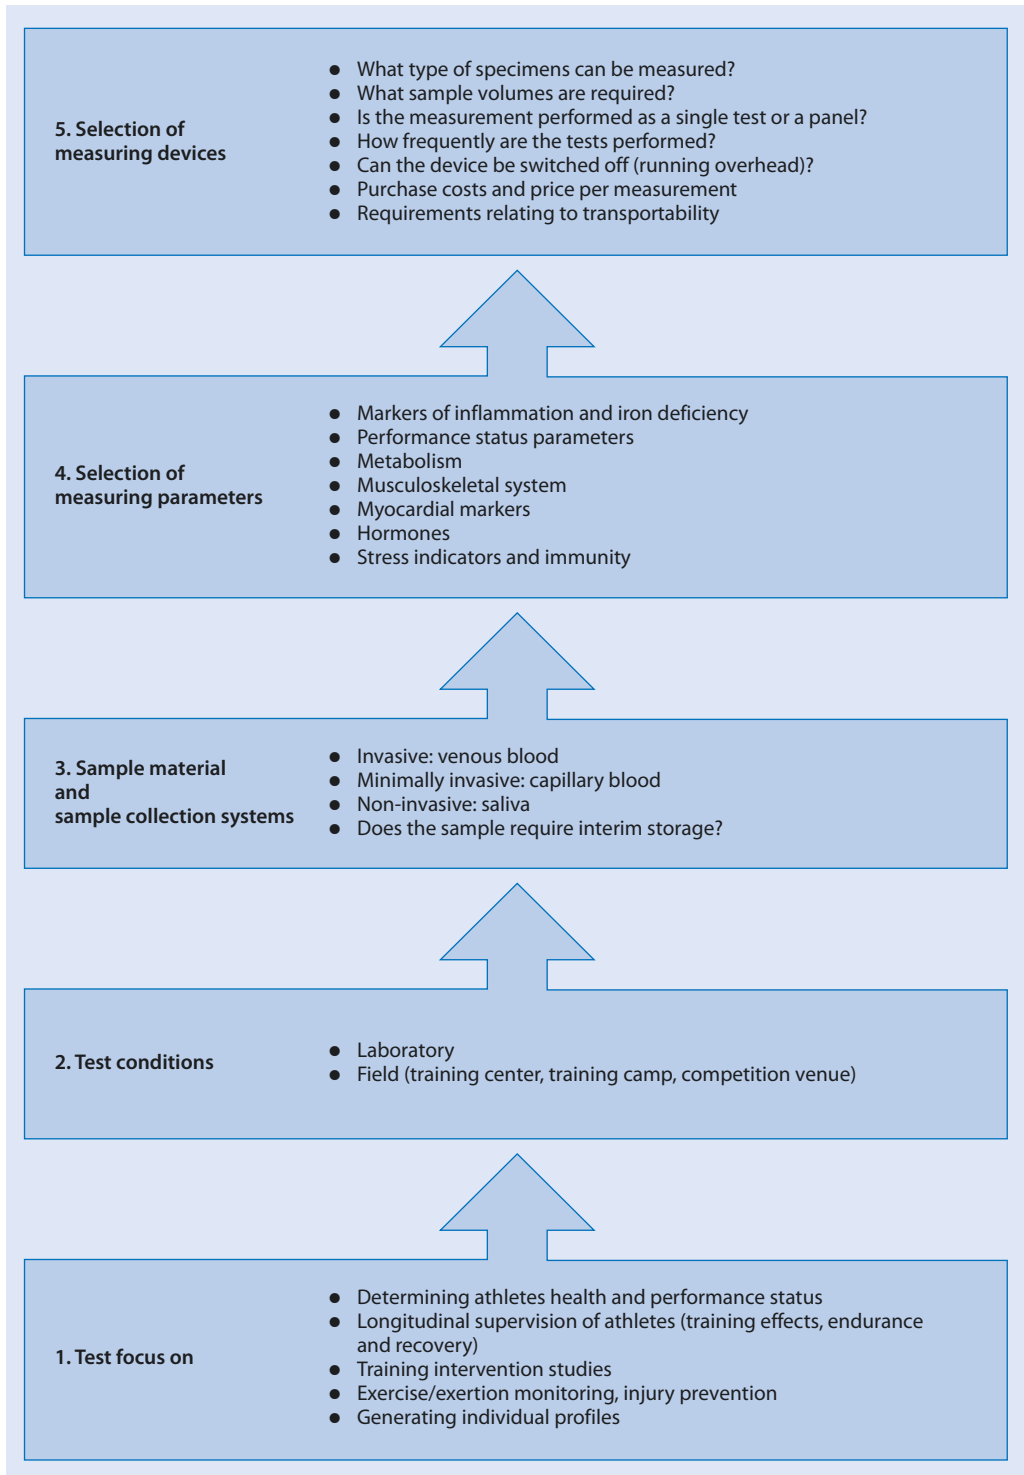 5. Selection of
measuring devices
● What type of specimens can be measured?
● What sample volumes are required?
● Is the measurement performed as a single test or a panel?
● How frequently are the tests performed?
● Can the device be switched off (running overhead)?
● Purchase costs and price per measurement
● Requirements relating to transportability
4. Selection of
measuring parameters
● Markers of inflammation and iron deficiency
● Performance status parameters
● Metabolism
● Musculoskeletal system
● Myocardial markers
● Hormones
● Stress indicators and immunity
3. Sample material
and
sample collection systems
● Invasive: venous blood
● Minimally invasive: capillary blood
● Non-invasive: saliva
● Does the sample require interim storage?
2. Test conditions
● Laboratory
● Field (training center, training camp, competition venue)
1. Test focus on
● Determining athletes health and performance status
● Longitudinal supervision of athletes (training effects, endurance
and recovery)
● Training intervention studies
● Exercise/exertion monitoring, injury prevention
● Generating individual profiles